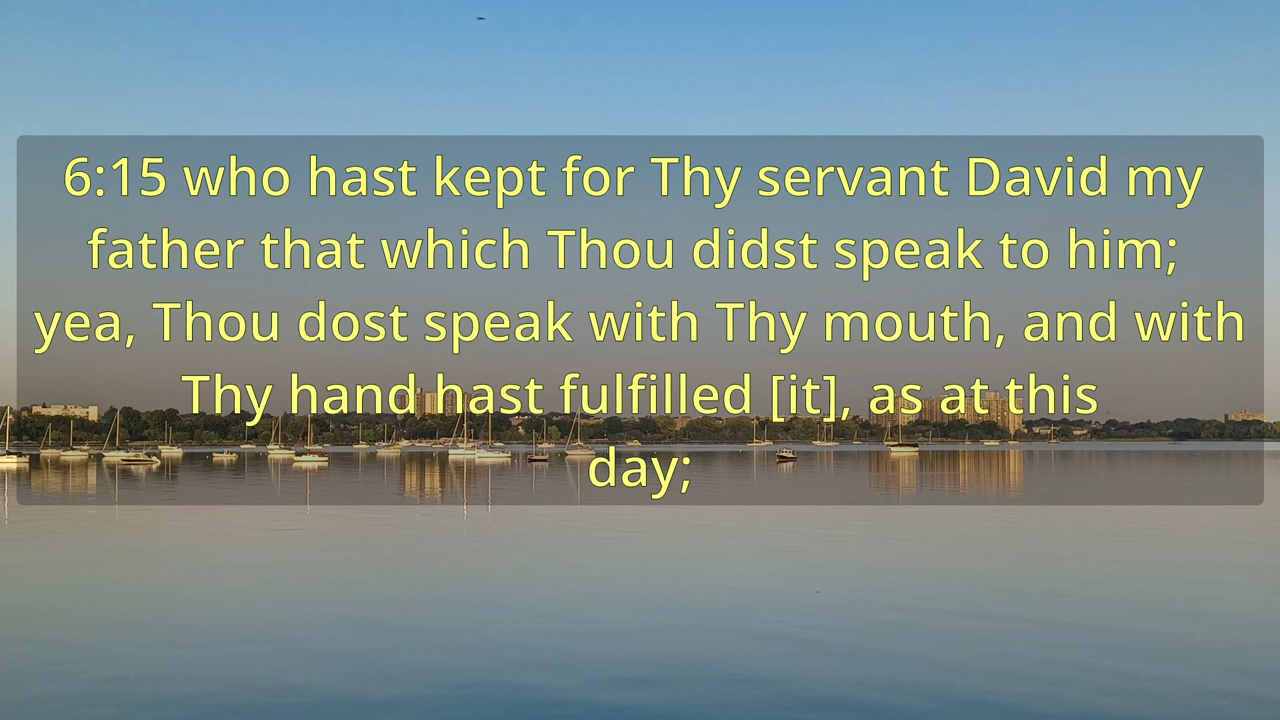 6:15 who hast kept for Thy servant David my
father that which Thou didst speak to him;
yea, Thou dost speak with Thy mouth, and with
Thy hand hast fulfilled [it], as at this
day;